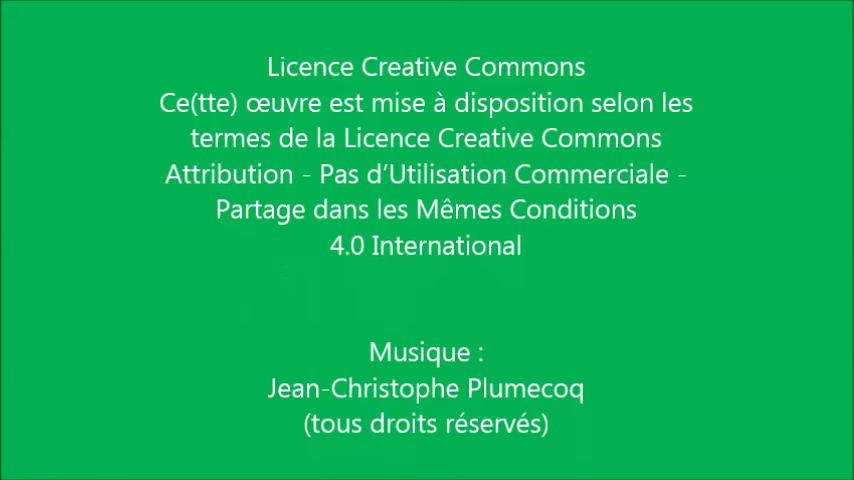 Licence Creative Commons
Ce(tte) œuvre est mise à disposition selon les
termes de la Licence Creative Commons
Attribution - Pas d’Utilisation Commerciale -
Partage dans les Mêmes Conditions
4.0 International
Musique :
Jean-Christophe Plumecoq
(tous droits réservés)